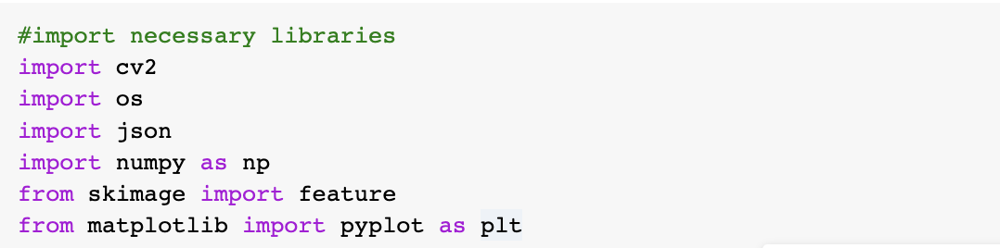 #import necessary libraries
import cv2
import os
import json
import numpy as np
from skimage import feature
from matplotlib import pyplot as plt